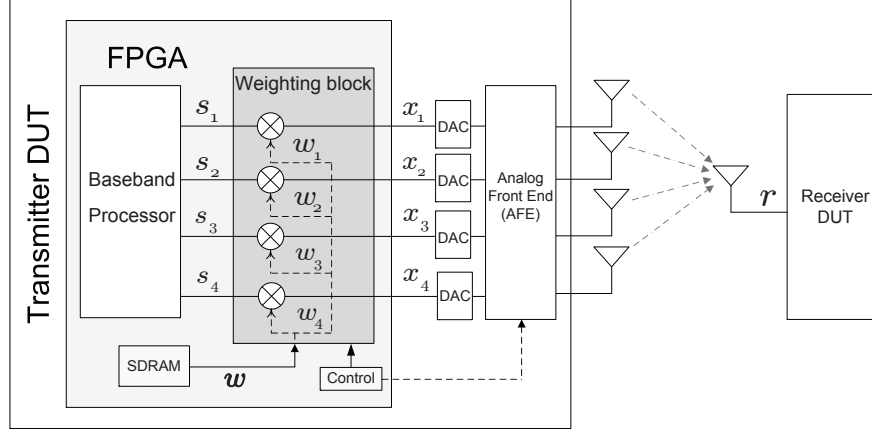 Transmitter DUT
FPGA
Weighting block
Baseband
Processor
s₁
s₂
s₃
s₄
w₁
w₂
w₃
w₄
x₁
x₂
x₃
x₄
DAC
DAC
DAC
DAC
Analog
Front End
(AFE)
r
Receiver
DUT
SDRAM
w
Control